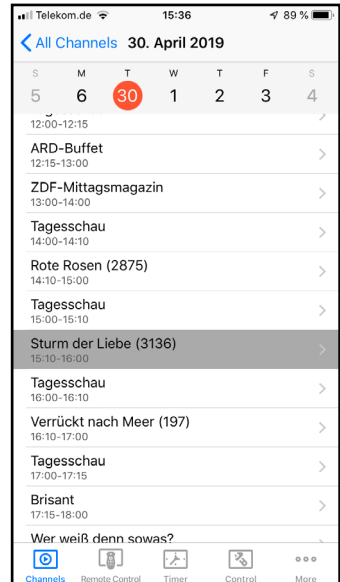 Telekom.de 15:36 89 %
All Channels 30. April 2019
S M T W T F S
5 6 30 1 2 3 4
12:00-12:15
ARD-Buffet
12:15-13:00
ZDF-Mittagsmagazin
13:00-14:00
Tagesschau
14:00-14:10
Rote Rosen (2875)
14:10-15:00
Tagesschau
15:00-15:10
Sturm der Liebe (3136)
15:10-16:00
Tagesschau
16:00-16:10
Verrückt nach Meer (197)
16:10-17:00
Tagesschau
17:00-17:15
Brisant
17:15-18:00
Wer weiß denn sowas?
Channels Remote Control Timer Control More